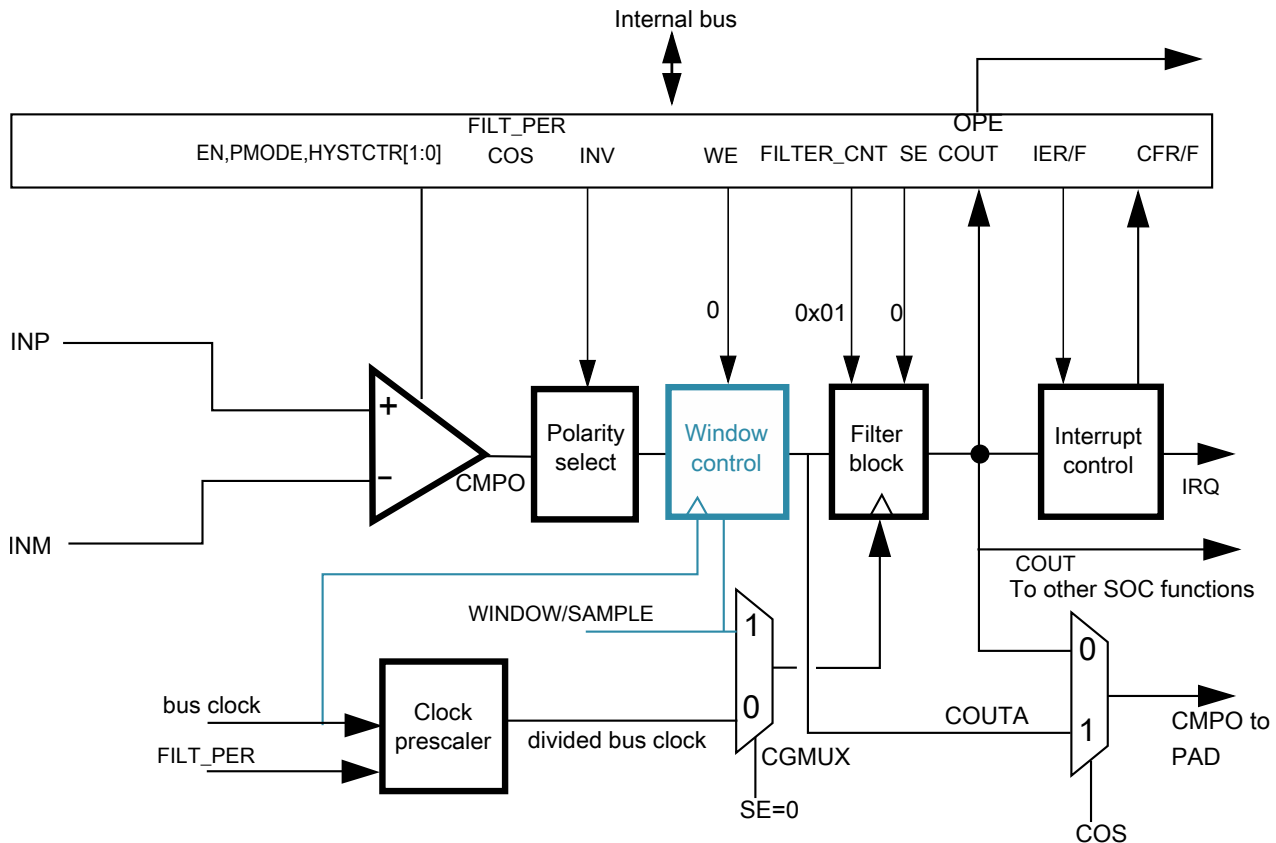 Internal bus
FILT_PER
OPE
EN,PMODE,HYSTCTR[1:0]
COS
INV
WE
FILTER_CNT
SE
COUT
IER/F
CFR/F
0
0x01
0
INP
+
Polarity
select
Window
control
Filter
block
Interrupt
control
CMPO
−
IRQ
INM
COUT
To other SOC functions
WINDOW/SAMPLE
1
0
bus clock
Clock
prescaler
0
divided bus clock
COUTA
1
CMPO to
PAD
FILT_PER
CGMUX
SE=0
COS